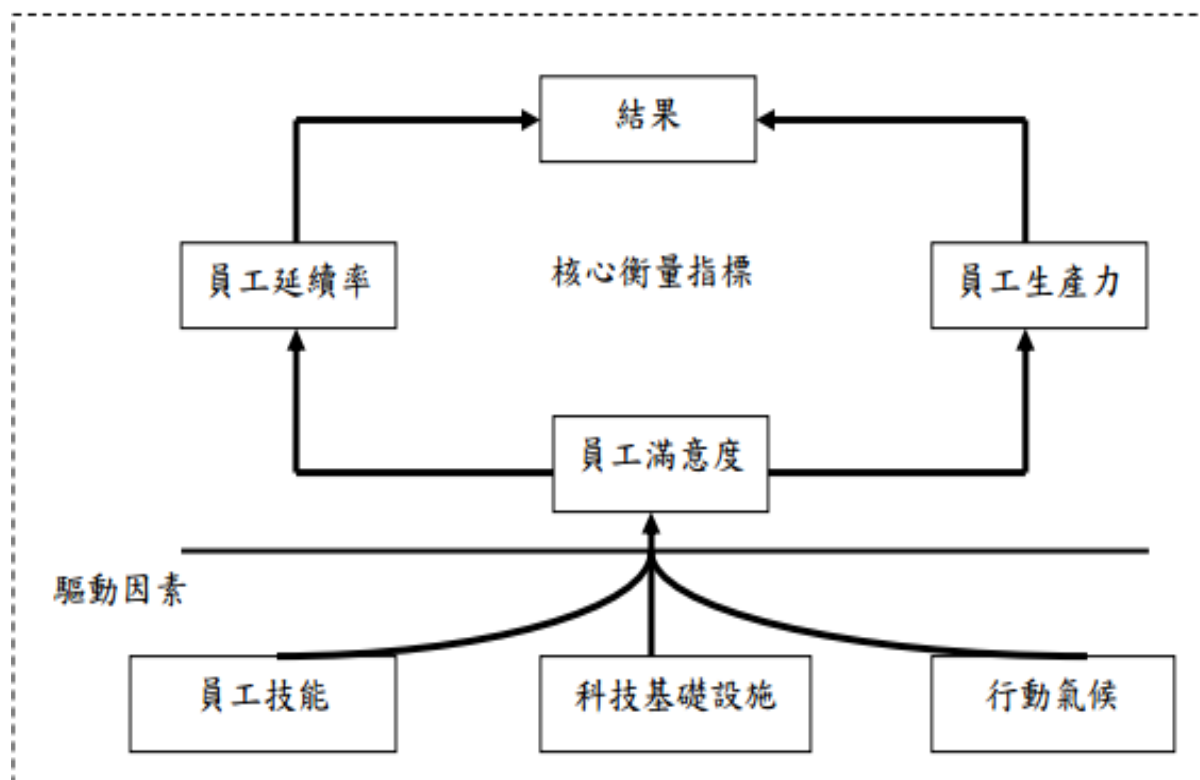 結果
員工延續率
核心衡量指標
員工生產力
員工滿意度
驅動因素
員工技能
科技基礎設施
行動氣候